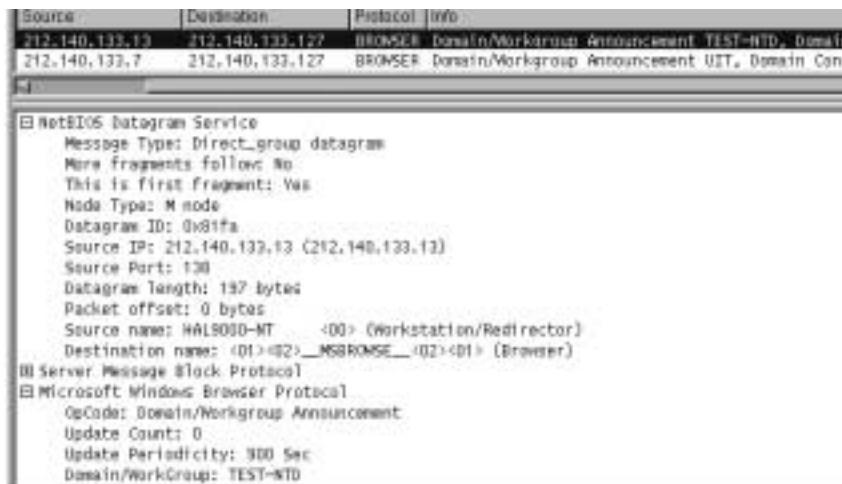 Source Destination Protocol Info
212.140.133.13 212.140.133.127 BROWSER Domain/Workgroup Announcement TEST-NTD, Domai
212.140.133.7 212.140.133.127 BROWSER Domain/Workgroup Announcement UIT, Domain Con
NetBIOS Datagram Service
Message Type: Direct_group datagram
More fragments follow: No
This is first fragment: Yes
Node Type: M node
Datagram ID: 0x81fa
Source IP: 212.140.133.13 (212.140.133.13)
Source Port: 138
Datagram length: 197 bytes
Packet offset: 0 bytes
Source name: HAL9000-NT <00> (Workstation/Redirector)
Destination name: <01><02>__MSBROWSE__<02><01> (Browser)
Server Message Block Protocol
Microsoft Windows Browser Protocol
OpCode: Domain/Workgroup Announcement
Update Count: 0
Update Periodicity: 900 Sec
Domain/WorkGroup: TEST-NTD